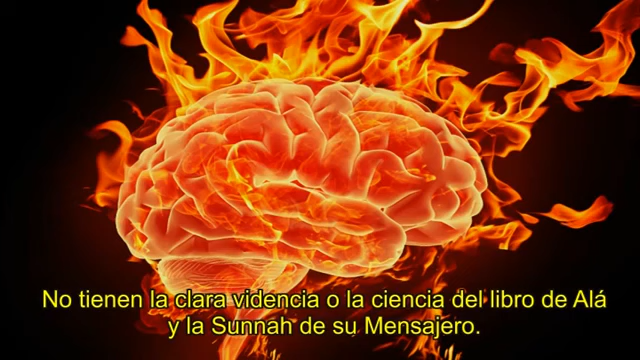 No tienen la clara videncia o la ciencia del libro de Alá
y la Sunnah de su Mensajero.